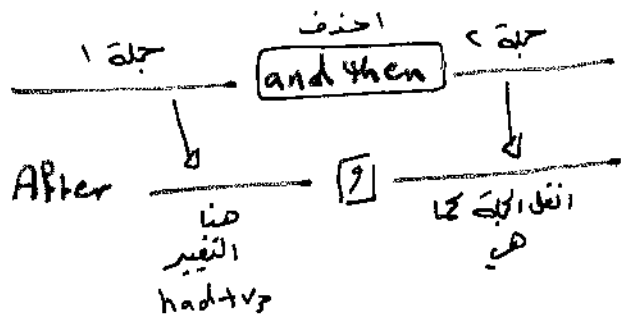 احذف
جملة ١ and then جملة ٢
After و
هنا انقل الجملة كما
التغيير هي
had+v3